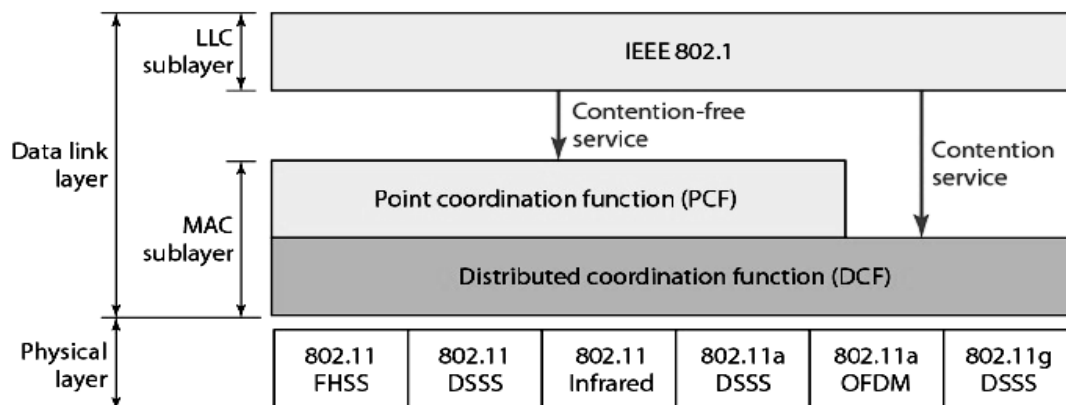 LLC
sublayer
IEEE 802.1
Contention-free
service
Contention
service
Data link
layer
Point coordination function (PCF)
MAC
sublayer
Distributed coordination function (DCF)
Physical
layer
802.11
FHSS
802.11
DSSS
802.11
Infrared
802.11a
DSSS
802.11a
OFDM
802.11g
DSSS